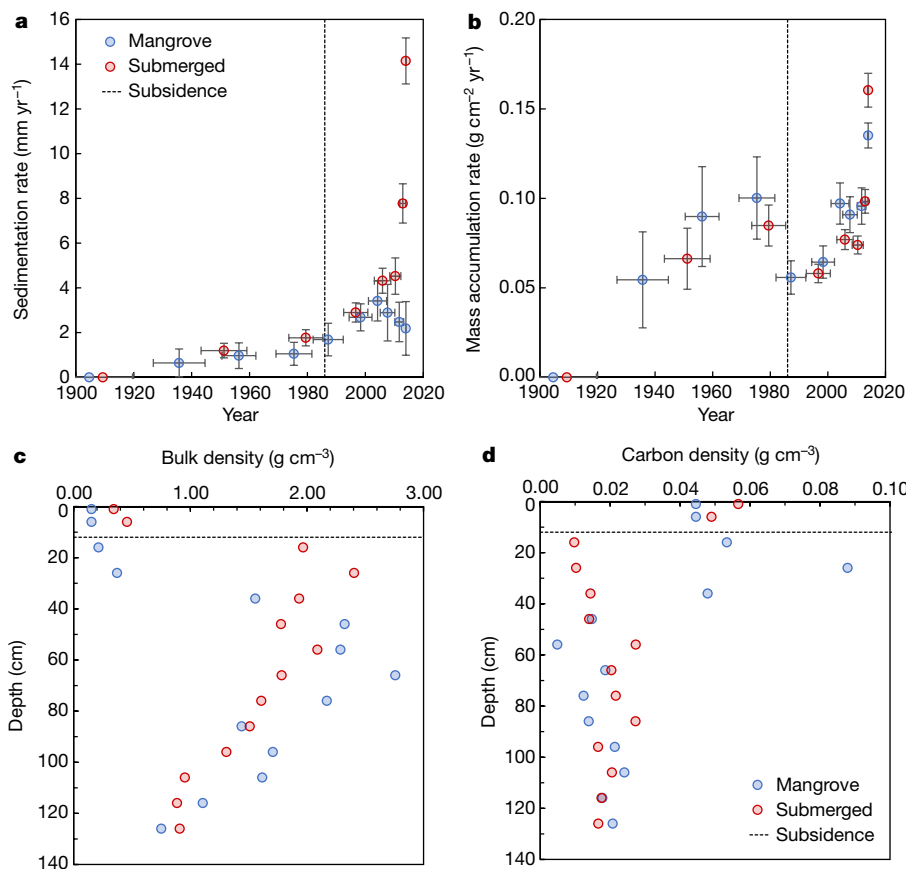 a
16
14
12
10
8
6
4
2
0
Sedimentation rate (mm yr⁻¹)
Mangrove
Submerged
Subsidence
1900 1920 1940 1960 1980 2000 2020
Year
b
0.20
0.15
0.10
0.05
0.00
Mass accumulation rate (g cm⁻² yr⁻¹)
1900 1920 1940 1960 1980 2000 2020
Year
c
Bulk density (g cm⁻³)
0.00 1.00 2.00 3.00
0
20
40
60
80
100
120
140
Depth (cm)
d
Carbon density (g cm⁻³)
0.00 0.02 0.04 0.06 0.08 0.10
0
20
40
60
80
100
120
140
Depth (cm)
Mangrove
Submerged
Subsidence